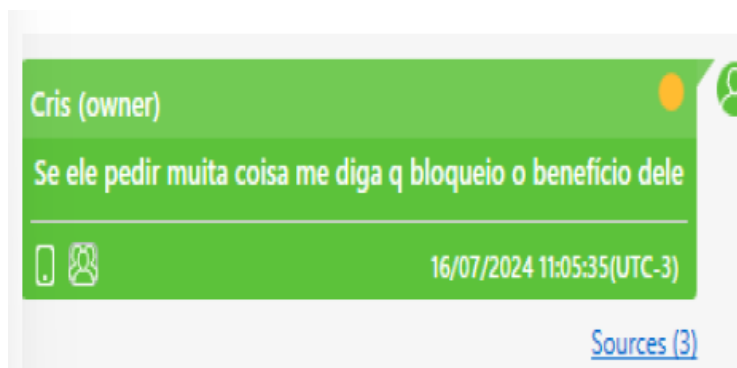 Cris (owner)
Se ele pedir muita coisa me diga q bloqueio o benefício dele
16/07/2024 11:05:35(UTC-3)
Sources (3)